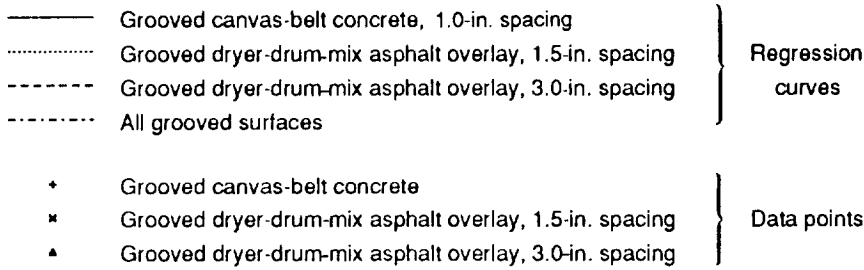 Grooved canvas-belt concrete, 1.0-in. spacing
Grooved dryer-drum-mix asphalt overlay, 1.5-in. spacing
Grooved dryer-drum-mix asphalt overlay, 3.0-in. spacing
All grooved surfaces
Regression
curves
Grooved canvas-belt concrete
Grooved dryer-drum-mix asphalt overlay, 1.5-in. spacing
Grooved dryer-drum-mix asphalt overlay, 3.0-in. spacing
Data points